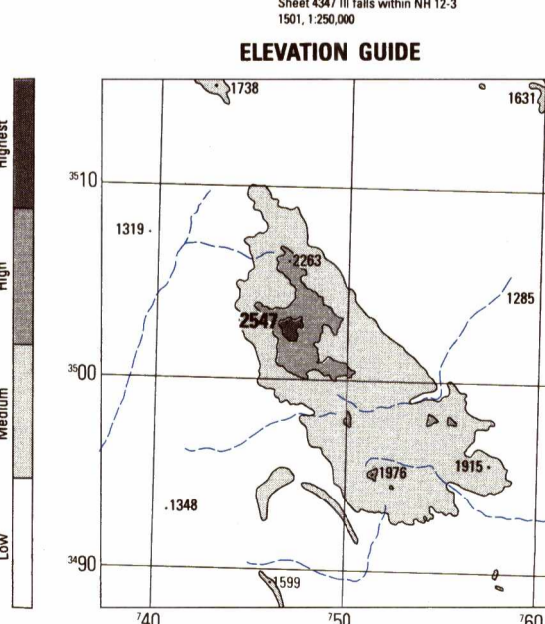 Sheet 4347 III falls within NH 12-3
1501, 1:250,000
ELEVATION GUIDE
Highest
High
Medium
Low
1738
1631
3510
1319
2263
2547
1285
3500
1976
1915
1348
3490
1599
740
750
760